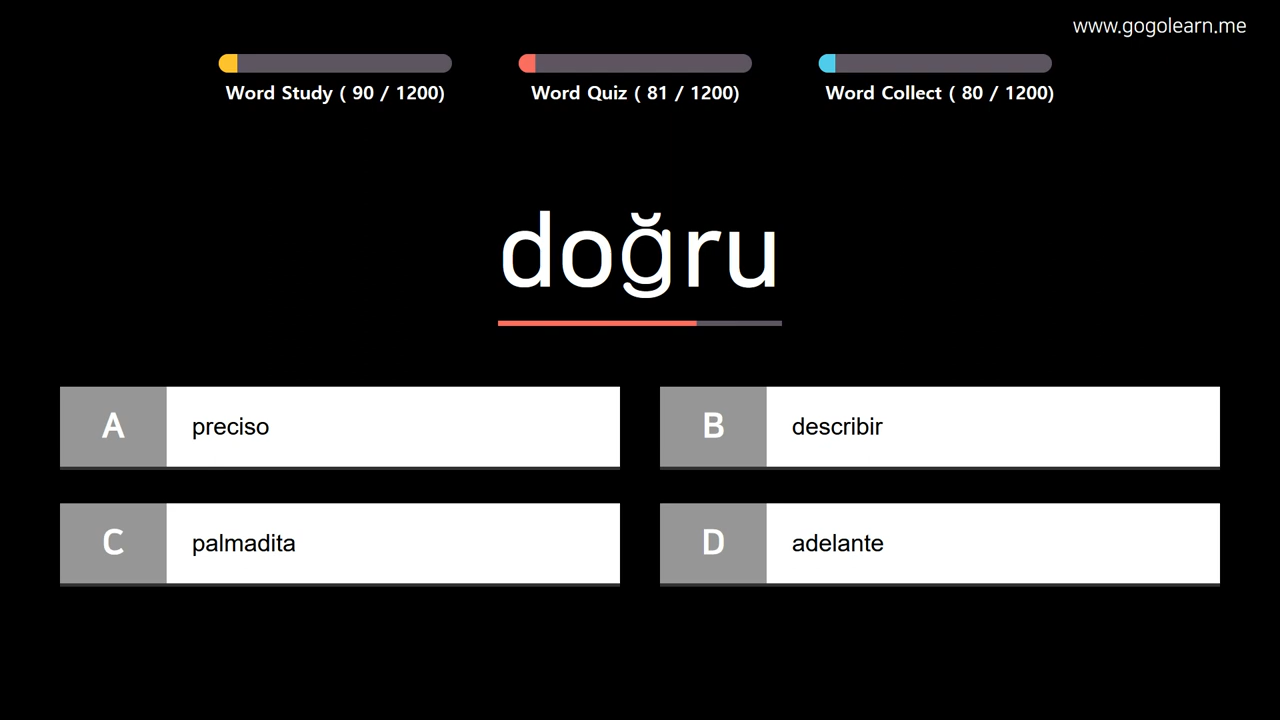 www.gogolearn.me
Word Study ( 90 / 1200)
Word Quiz ( 81 / 1200)
Word Collect ( 80 / 1200)
doğru
A preciso
B describir
C palmadita
D adelante